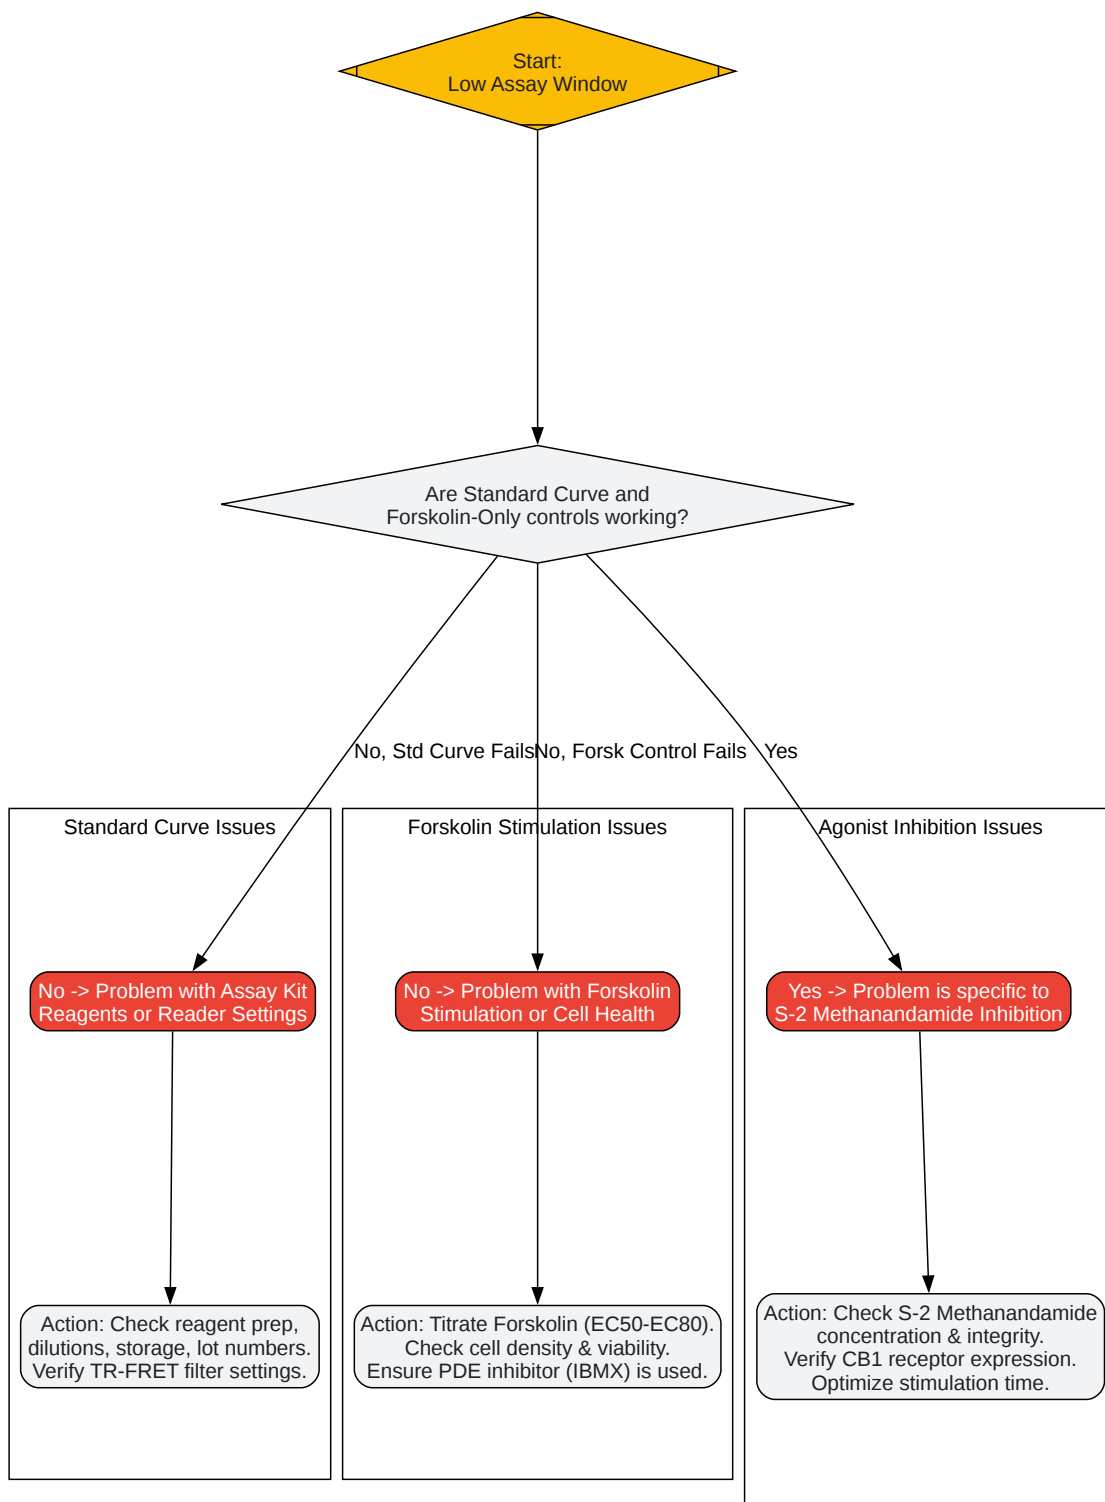 Start:
Low Assay Window
Are Standard Curve and
Forskolin-Only controls working?
No, Std Curve Fails
No, Forsk Control Fails
Yes
Standard Curve Issues
Forskolin Stimulation Issues
Agonist Inhibition Issues
No -> Problem with Assay Kit
Reagents or Reader Settings
No -> Problem with Forskolin
Stimulation or Cell Health
Yes -> Problem is specific to
S-2 Methanandamide Inhibition
Action: Check reagent prep,
dilutions, storage, lot numbers.
Verify TR-FRET filter settings.
Action: Titrate Forskolin (EC50-EC80).
Check cell density & viability.
Ensure PDE inhibitor (IBMX) is used.
Action: Check S-2 Methanandamide
concentration & integrity.
Verify CB1 receptor expression.
Optimize stimulation time.